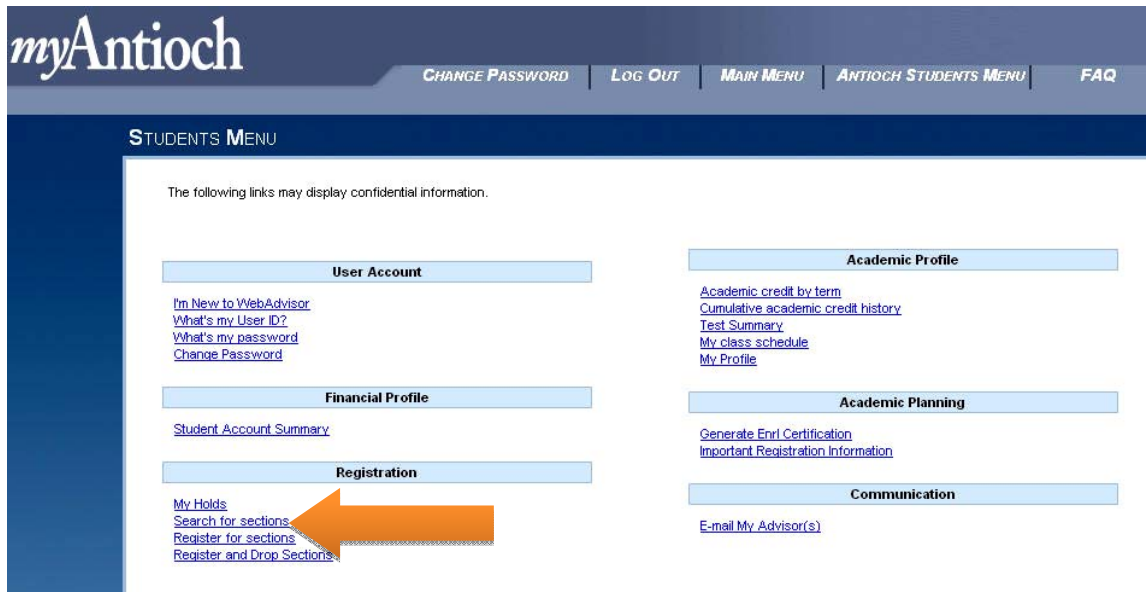 myAntioch
CHANGE PASSWORD LOG OUT MAIN MENU ANTIOCH STUDENTS MENU FAQ
STUDENTS MENU
The following links may display confidential information.
User Account
I'm New to WebAdvisor
What's my User ID?
What's my password
Change Password
Financial Profile
Student Account Summary
Registration
My Holds
Search for sections
Register for sections
Register and Drop Sections
Academic Profile
Academic credit by term
Cumulative academic credit history
Test Summary
My class schedule
My Profile
Academic Planning
Generate Enrl Certification
Important Registration Information
Communication
E-mail My Advisor(s)